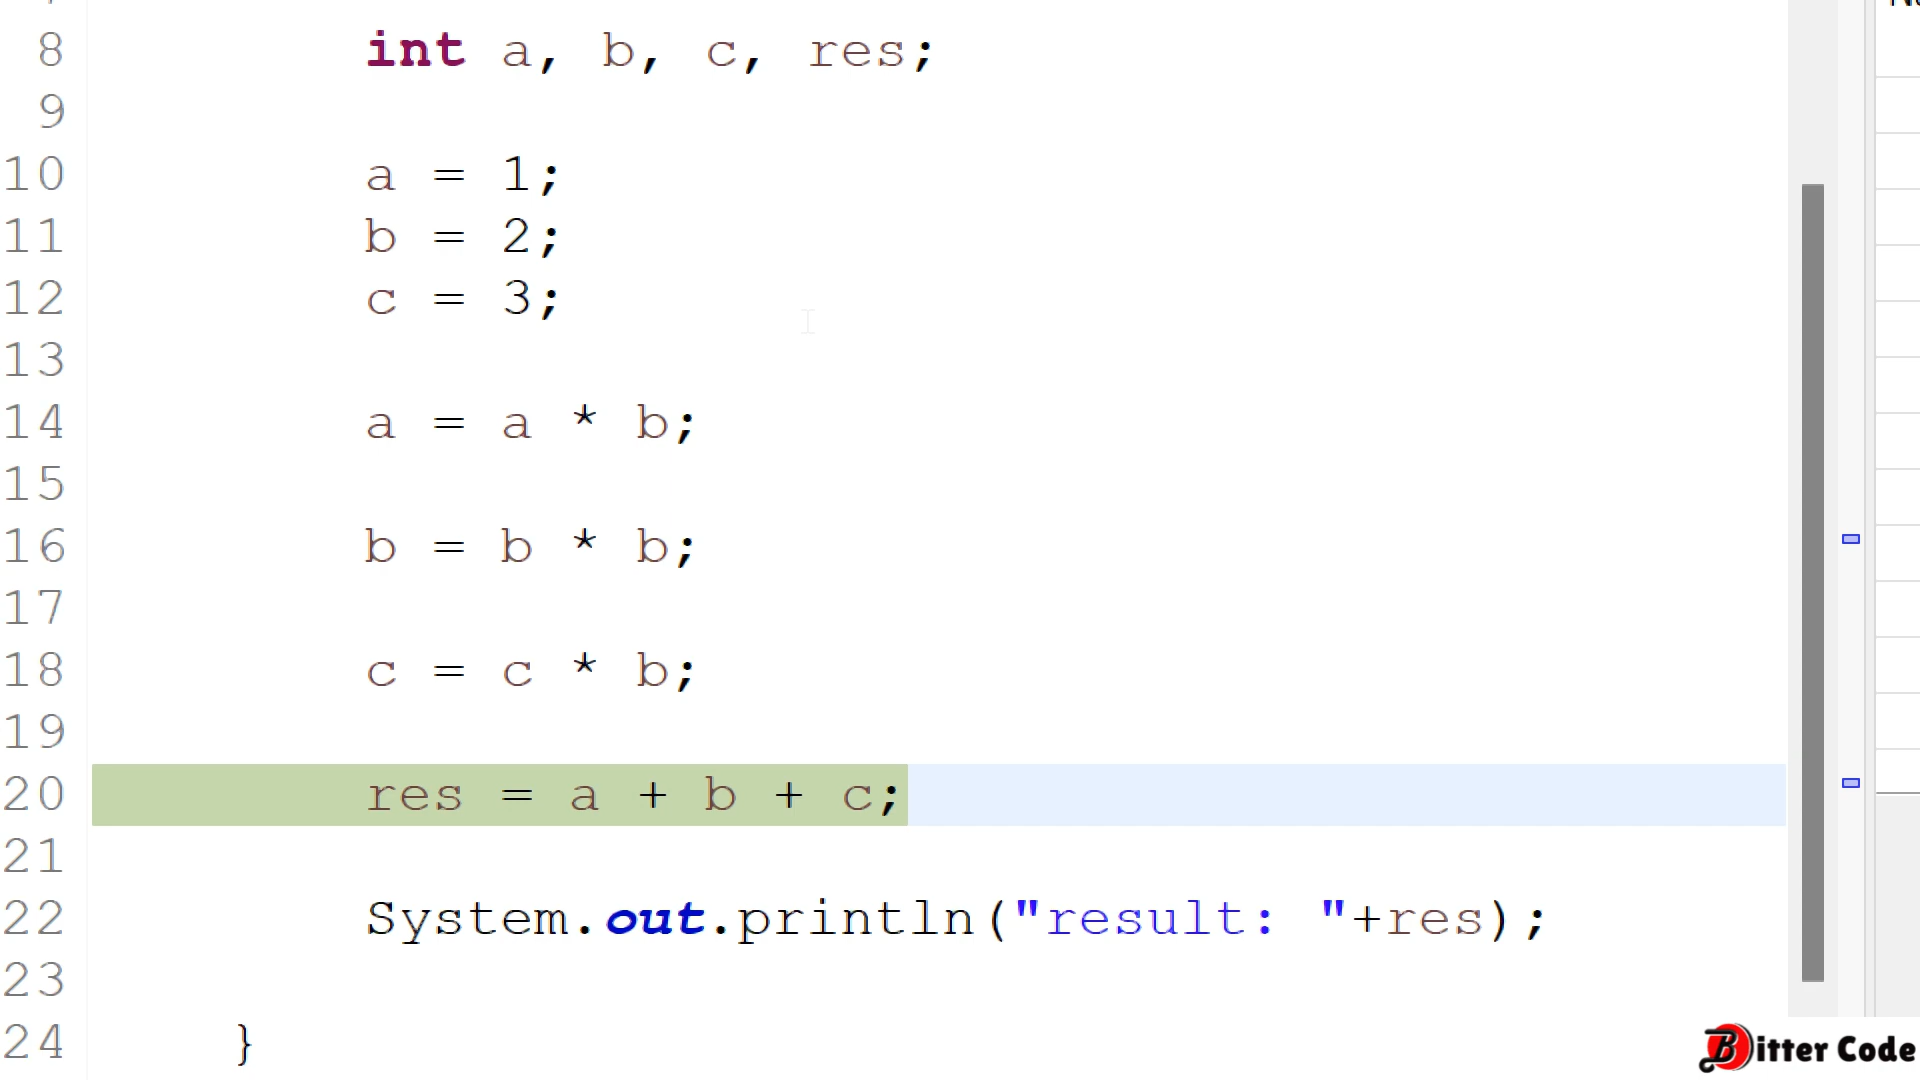 8 int a, b, c, res;
9
10 a = 1;
11 b = 2;
12 c = 3;
13
14 a = a * b;
15
16 b = b * b;
17
18 c = c * b;
19
20 res = a + b + c;
21
22 System.out.println("result: "+res);
23
24 }
Bitter Code